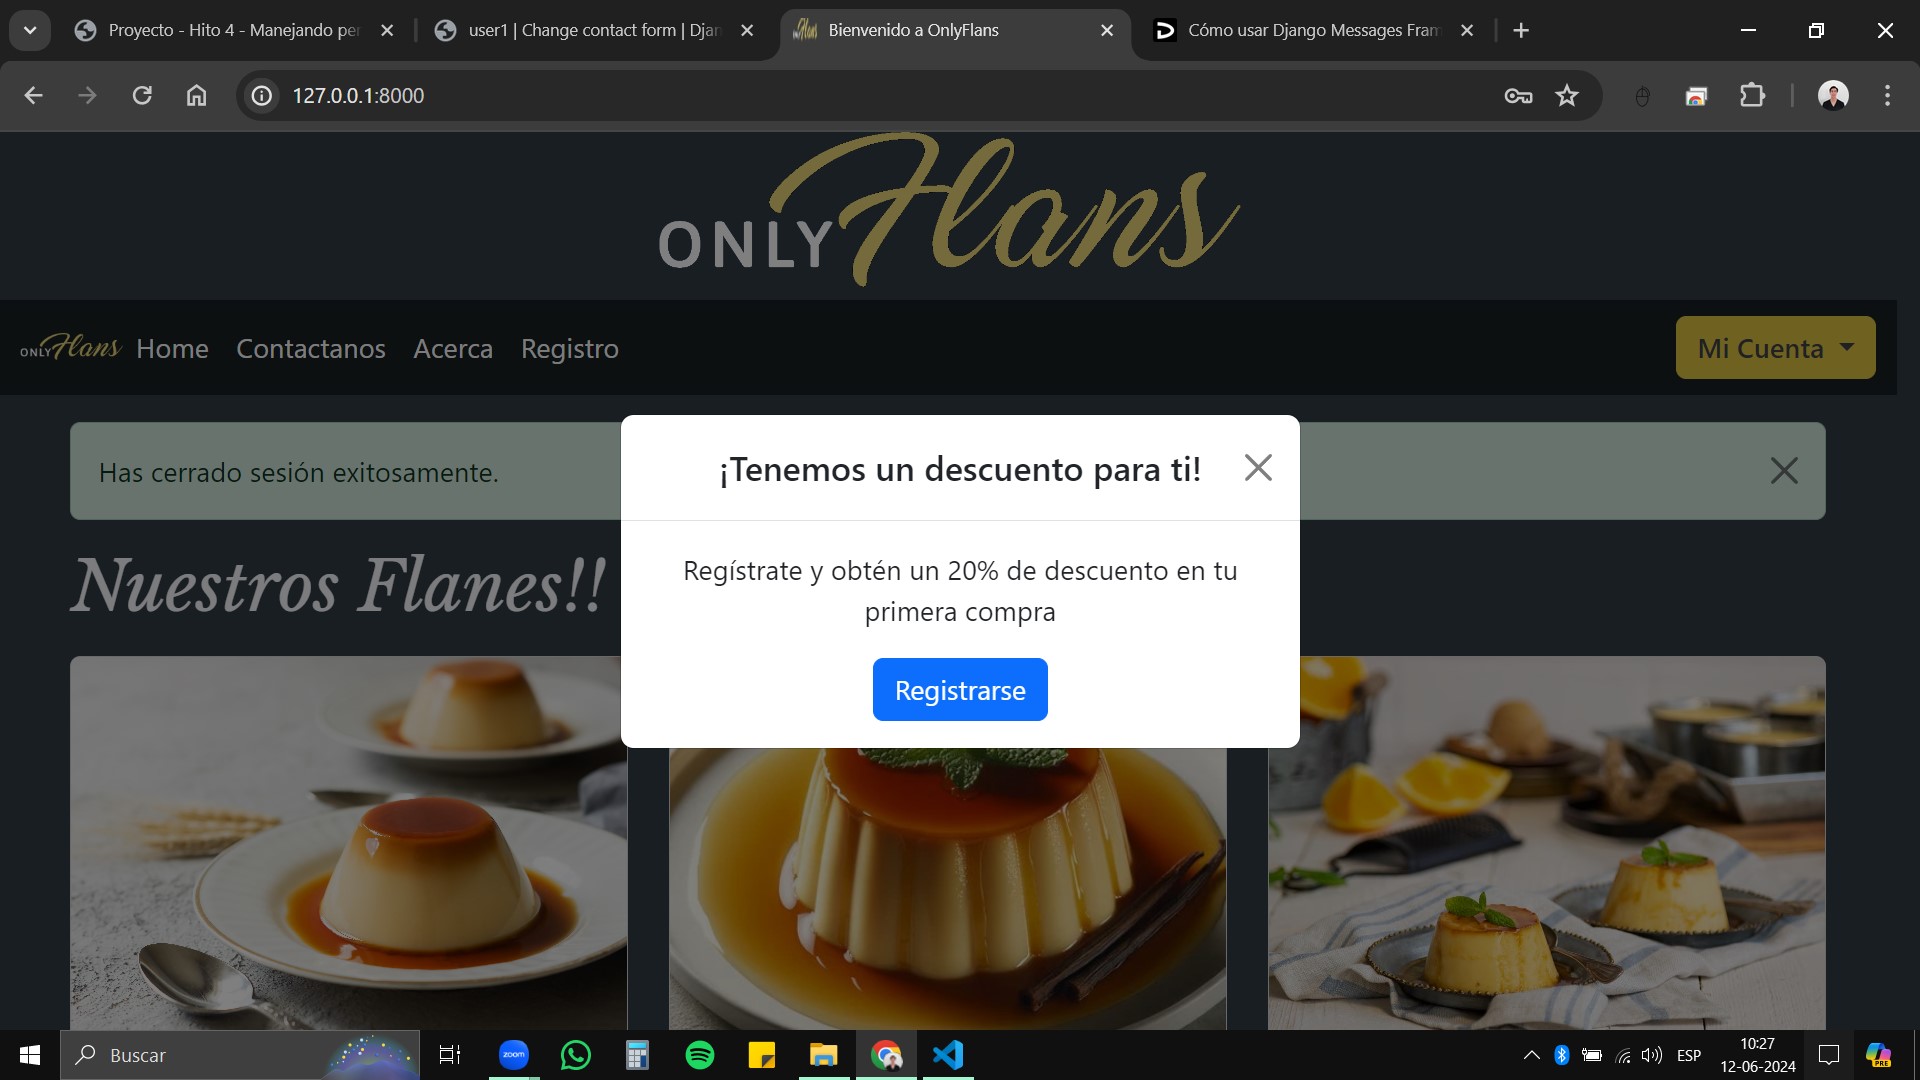 Proyecto - Hito 4 - Manejando per
user1 | Change contact form | Djan
Bienvenido a OnlyFlans
Cómo usar Django Messages Fram
127.0.0.1:8000
ONLY Flans
ONLY Flans
Home
Contactanos
Acerca
Registro
Mi Cuenta
Has cerrado sesión exitosamente.
¡Tenemos un descuento para ti!
Regístrate y obtén un 20% de descuento en tu
primera compra
Registrarse
Nuestros Flanes!!
Buscar
zoom
ESP
10:27
12-06-2024
PRE